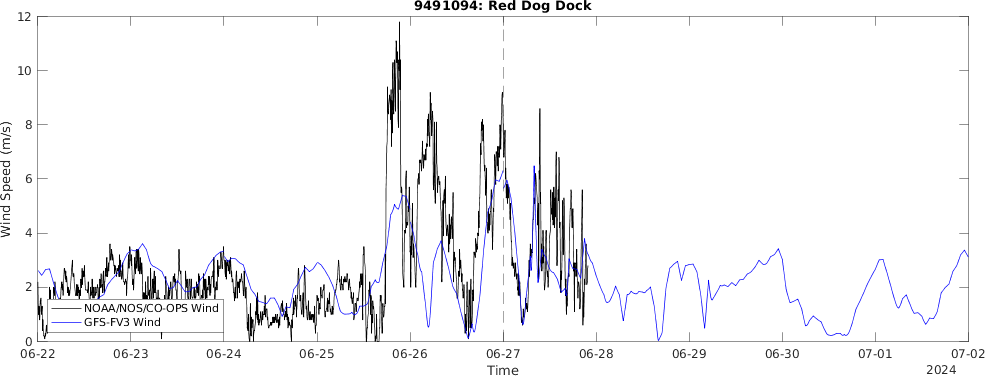 9491094: Red Dog Dock
Wind Speed (m/s)
12
10
8
6
4
2
0
NOAA/NOS/CO-OPS Wind
GFS-FV3 Wind
06-22 06-23 06-24 06-25 06-26 06-27 06-28 06-29 06-30 07-01 07-02
Time
2024